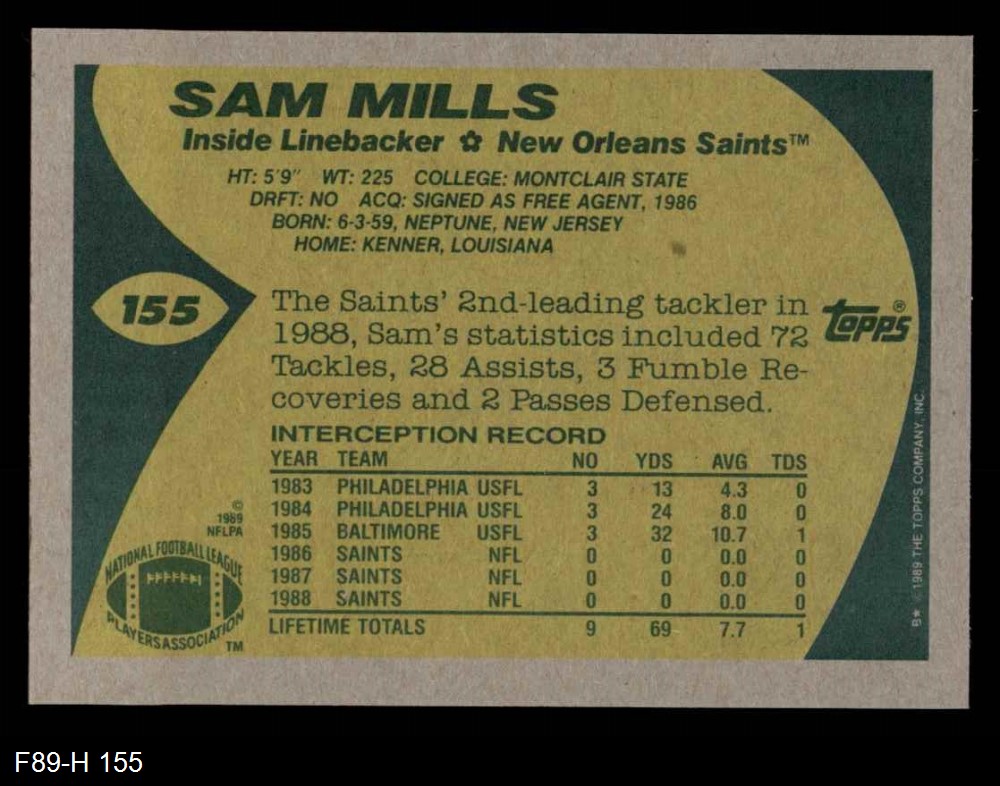 SAM MILLS
Inside Linebacker ✿ New Orleans Saints™
HT: 5'9" WT: 225 COLLEGE: MONTCLAIR STATE
DRFT: NO ACQ: SIGNED AS FREE AGENT, 1986
BORN: 6-3-59, NEPTUNE, NEW JERSEY
HOME: KENNER, LOUISIANA
155
The Saints' 2nd-leading tackler in
1988, Sam's statistics included 72
Tackles, 28 Assists, 3 Fumble Re-
coveries and 2 Passes Defensed.
topps®
INTERCEPTION RECORD
YEAR TEAM NO YDS AVG TDS
1983 PHILADELPHIA USFL 3 13 4.3 0
1984 PHILADELPHIA USFL 3 24 8.0 0
1985 BALTIMORE USFL 3 32 10.7 1
1986 SAINTS NFL 0 0 0.0 0
1987 SAINTS NFL 0 0 0.0 0
1988 SAINTS NFL 0 0 0.0 0
LIFETIME TOTALS 9 69 7.7 1
©
1989
NFLPA
NATIONAL FOOTBALL LEAGUE
PLAYERS ASSOCIATION
TM
B* © 1989 THE TOPPS COMPANY, INC.
F89-H 155